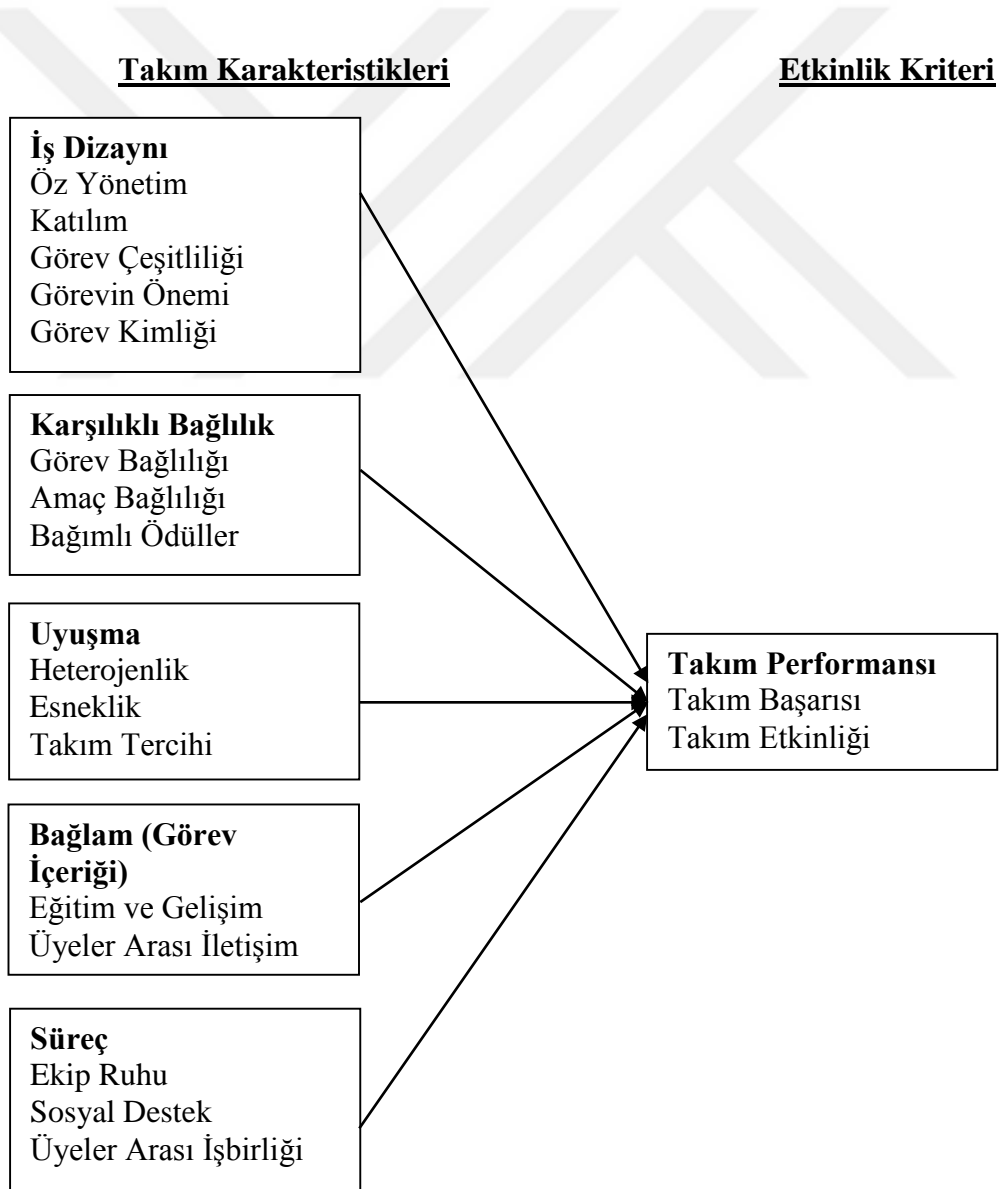 Takım Karakteristikleri
Etkinlik Kriteri
İş Dizaynı
Öz Yönetim
Katılım
Görev Çeşitliliği
Görevin Önemi
Görev Kimliği
Karşılıklı Bağlılık
Görev Bağlılığı
Amaç Bağlılığı
Bağımlı Ödüller
Uyuşma
Heterojenlik
Esneklik
Takım Tercihi
Bağlam (Görev
İçeriği)
Eğitim ve Gelişim
Üyeler Arası İletişim
Süreç
Ekip Ruhu
Sosyal Destek
Üyeler Arası İşbirliği
Takım Performansı
Takım Başarısı
Takım Etkinliği